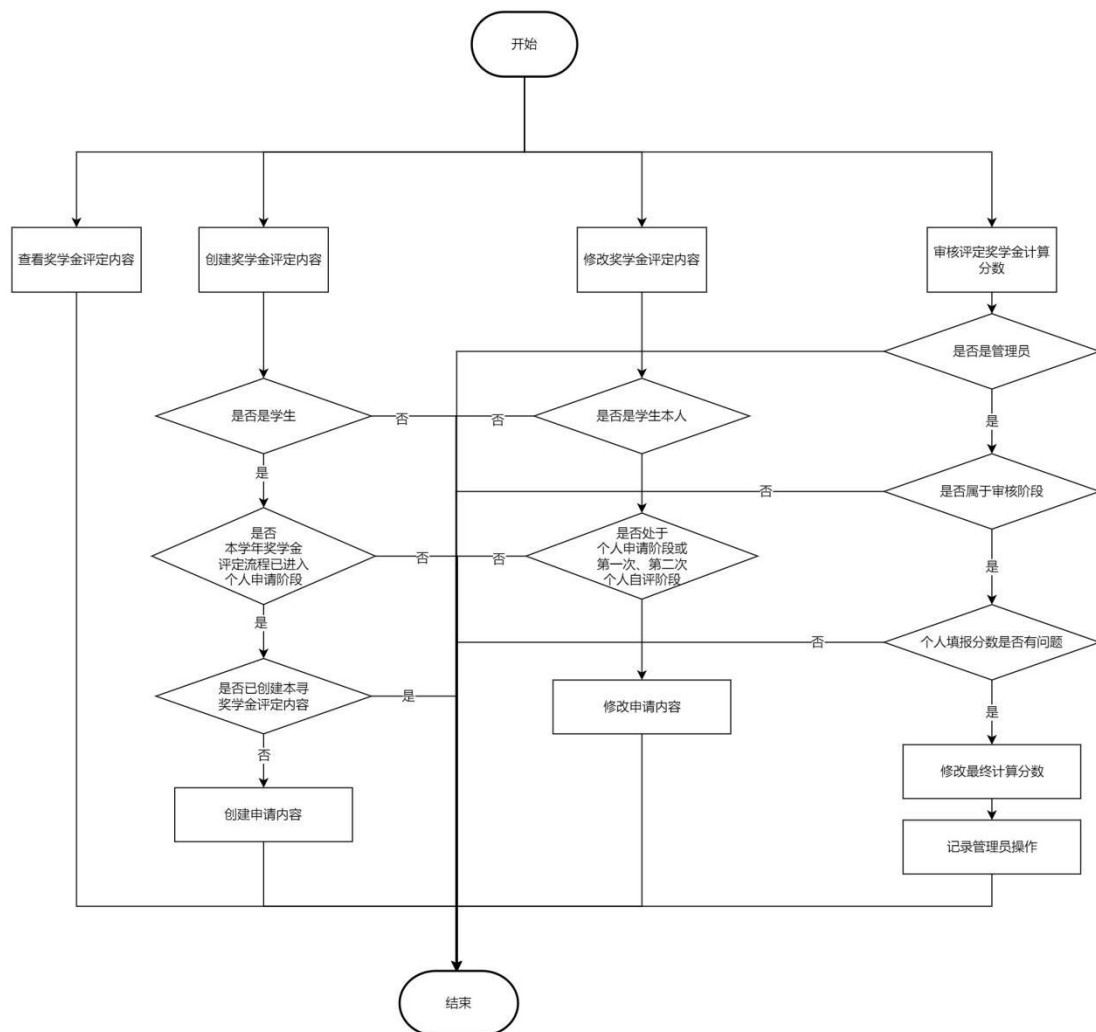 开始
查看奖学金评定内容
创建奖学金评定内容
修改奖学金评定内容
审核评定奖学金计算
分数
是否是管理员
是否是学生
否
否
是否是学生本人
是
是
否
是否属于审核阶段
是否
本学年奖学金
评定流程已进入
个人申请阶段
否
否
是否处于
个人申请阶段或
第一次、第二次
个人自评阶段
是
是
否
个人填报分数是否有问题
是否已创建本寻
奖学金评定内容
是
修改申请内容
是
否
修改最终计算分数
创建申请内容
记录管理员操作
结束